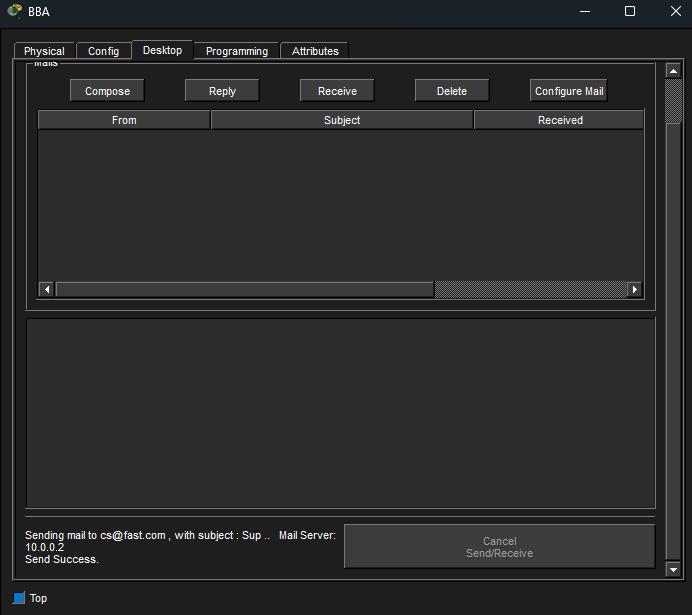 BBA
Physical Config Desktop Programming Attributes
Mails
Compose Reply Receive Delete Configure Mail
From Subject Received
Sending mail to cs@fast.com , with subject : Sup .. Mail Server:
10.0.0.2
Send Success.
Cancel
Send/Receive
Top